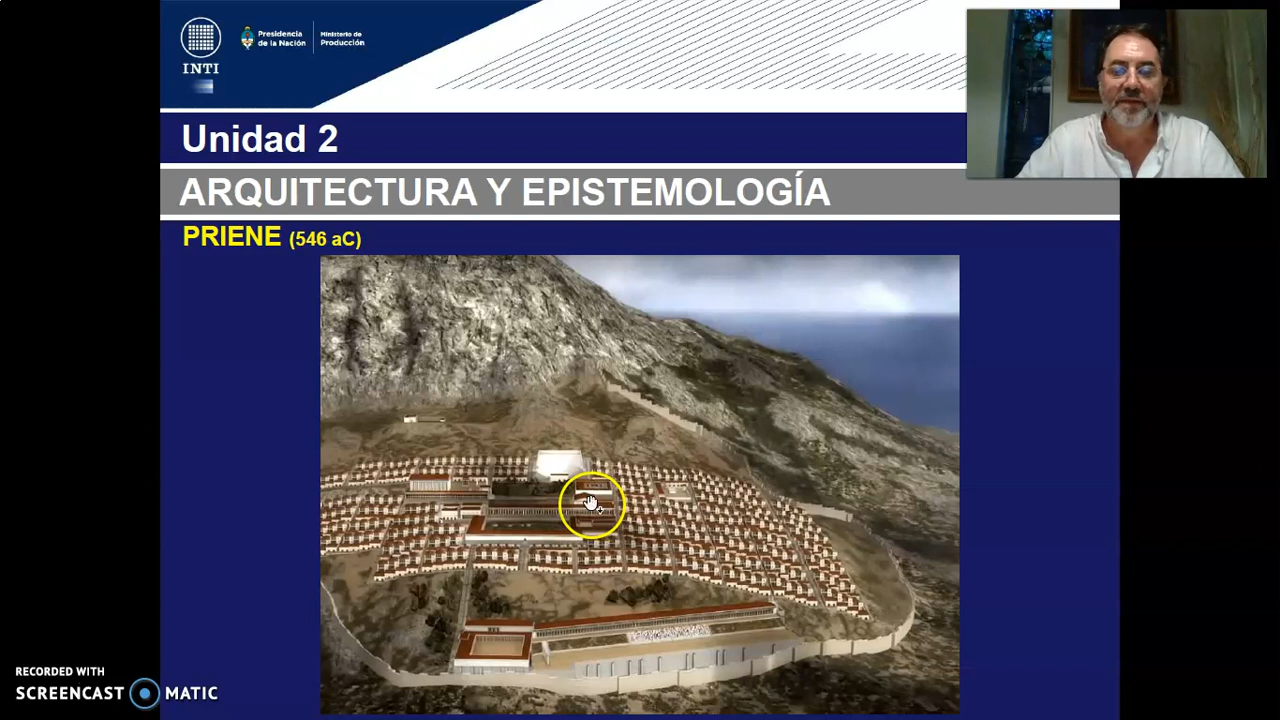 INTI
Presidencia
de la Nación
Ministerio de
Producción
Unidad 2
ARQUITECTURA Y EPISTEMOLOGÍA
PRIENE (546 aC)
RECORDED WITH
SCREENCAST MATIC